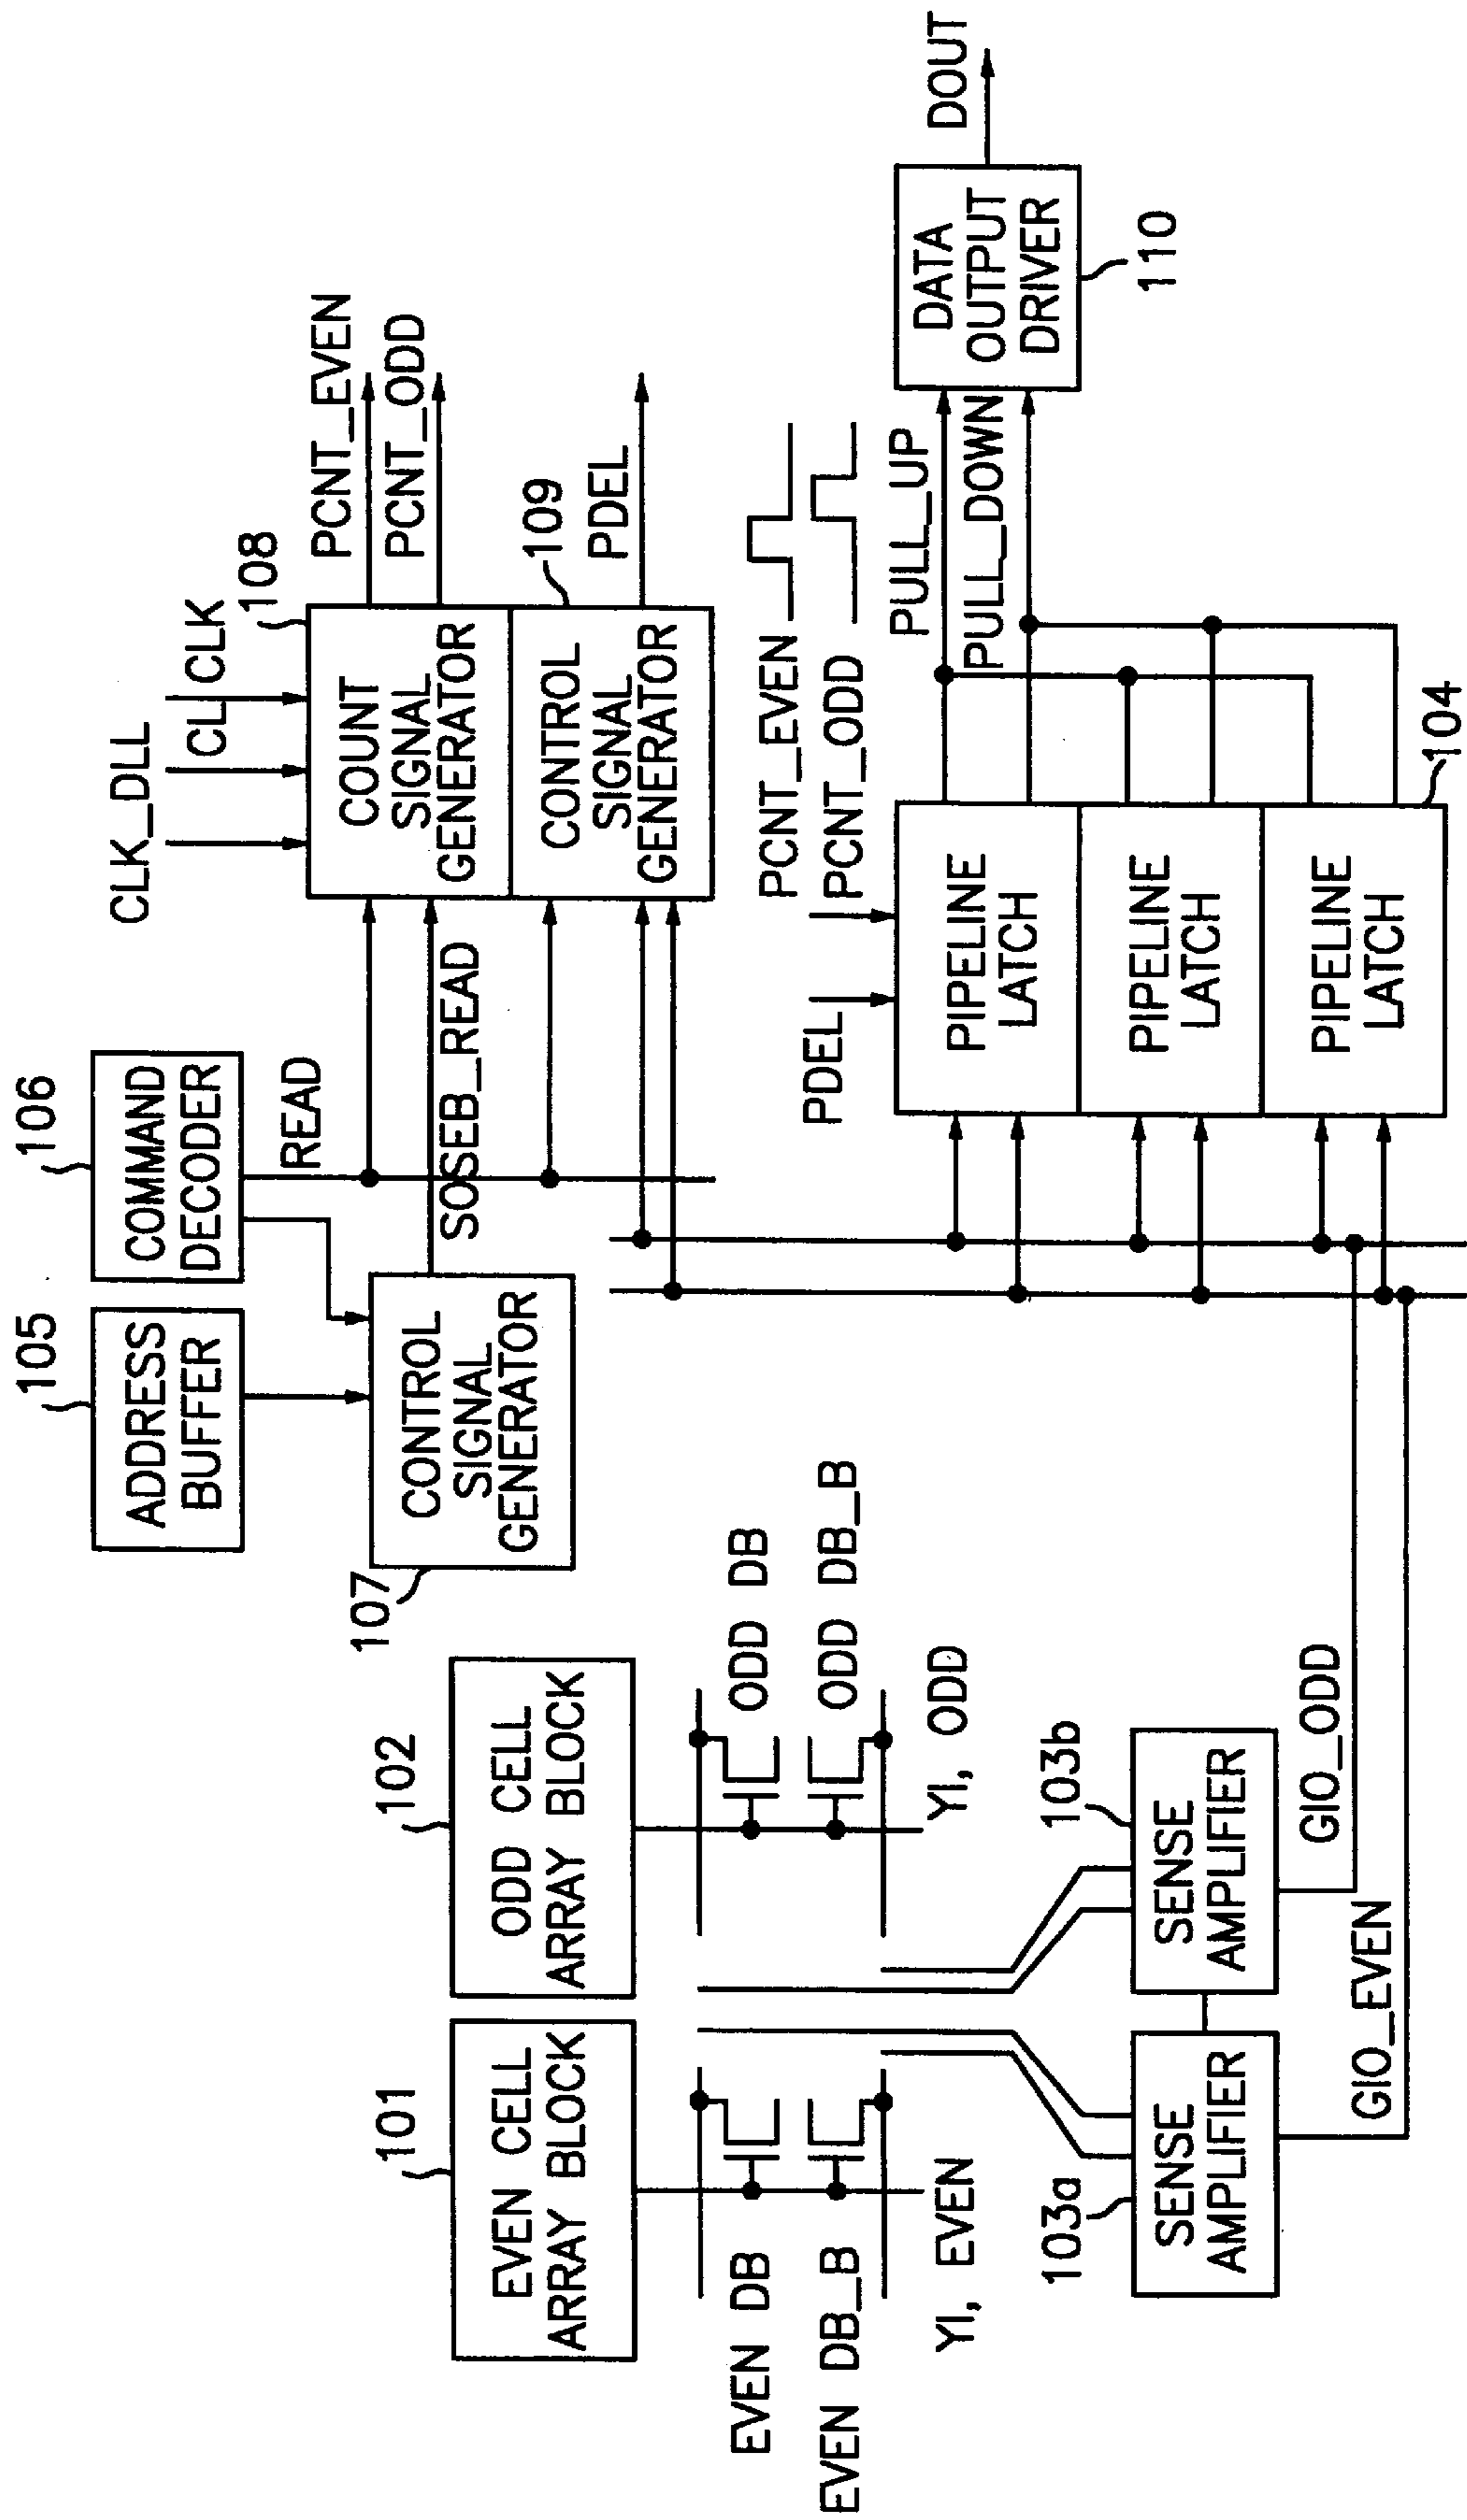 105
ADDRESS
BUFFER
106
COMMAND
DECODER
READ
107
CONTROL
SIGNAL
GENERATOR
SOSEB_READ
CLK_DLL
CL
CLK
108
COUNT
SIGNAL
GENERATOR
PCNT_EVEN
PCNT_ODD
109
CONTROL
SIGNAL
GENERATOR
PDEL
101
EVEN CELL
ARRAY BLOCK
102
ODD CELL
ARRAY BLOCK
EVEN DB
EVEN DB_B
YI, EVEN
ODD DB
ODD DB_B
YI, ODD
103a
SENSE
AMPLIFIER
103b
SENSE
AMPLIFIER
GIO_ODD
GIO_EVEN
PDEL
PCNT_EVEN
PCNT_ODD
PIPELINE
LATCH
PIPELINE
LATCH
PIPELINE
LATCH
104
PULL_UP
PULL_DOWN
DATA
OUTPUT
DRIVER
110
DOUT